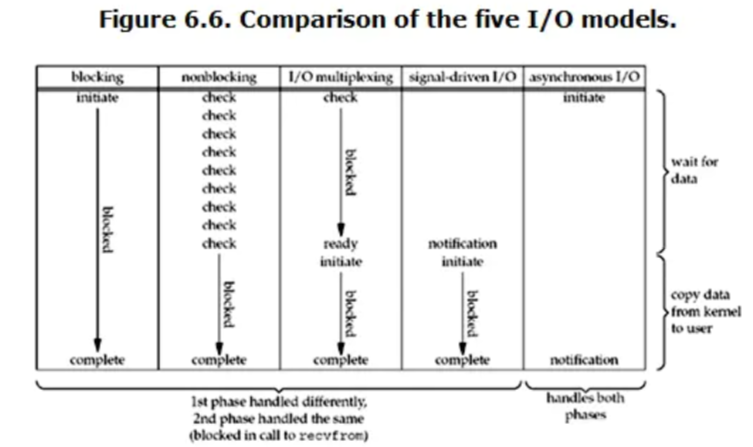 Figure 6.6. Comparison of the five I/O models.
blocking nonblocking I/O multiplexing signal-driven I/O asynchronous I/O
initiate check check initiate
check
check
check
check
check
check
check
check ready notification
initiate initiate
blocked
blocked
blocked
blocked
blocked
complete complete complete complete notification
wait for
data
copy data
from kernel
to user
1st phase handled differently,
2nd phase handled the same
(blocked in call to recvfrom)
handles both
phases